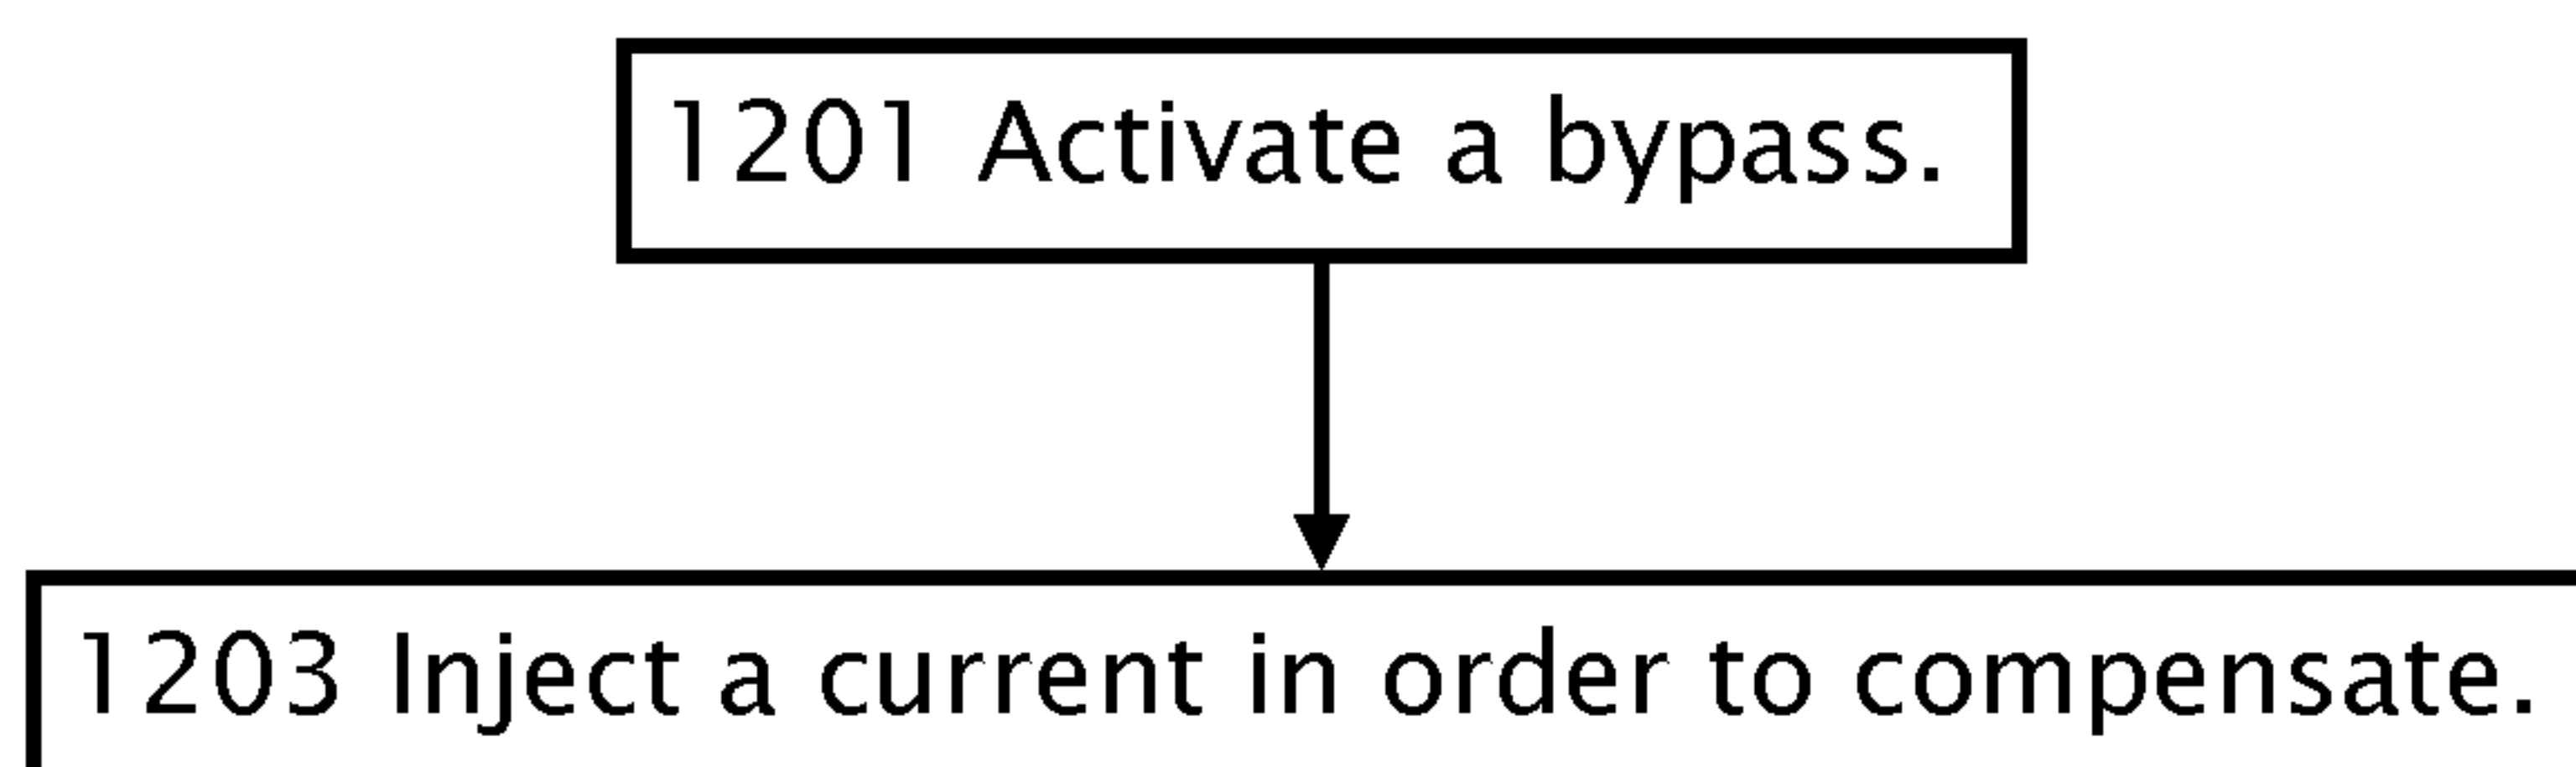 1201 Activate a bypass.
1203 Inject a current in order to compensate.